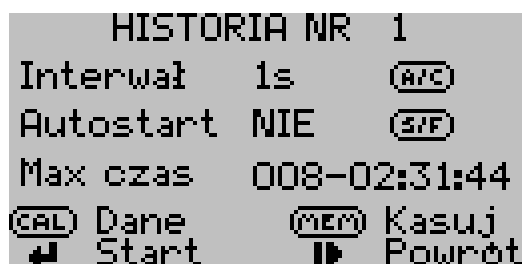 HISTORIA NR 1
Interwał 1s A/C
Autostart NIE S/F
Max czas 008-02:31:44
CAL Dane MEM Kasuj
Start Powrót